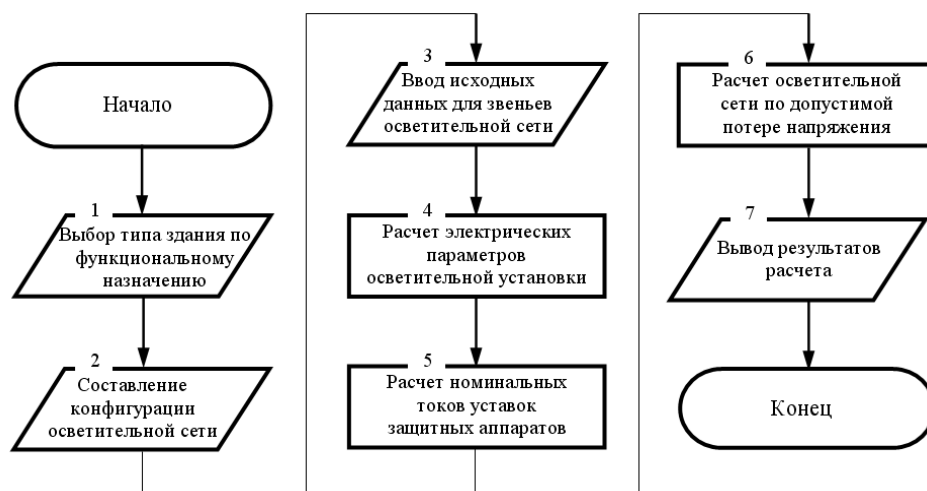 Начало
1
Выбор типа здания по
функциональному
назначению
2
Составление
конфигурации
осветительной сети
3
Ввод исходных
данных для звеньев
осветительной сети
4
Расчет электрических
параметров
осветительной установки
5
Расчет номинальных
токов уставок
защитных аппаратов
6
Расчет осветительной
сети по допустимой
потере напряжения
7
Вывод результатов
расчета
Конец